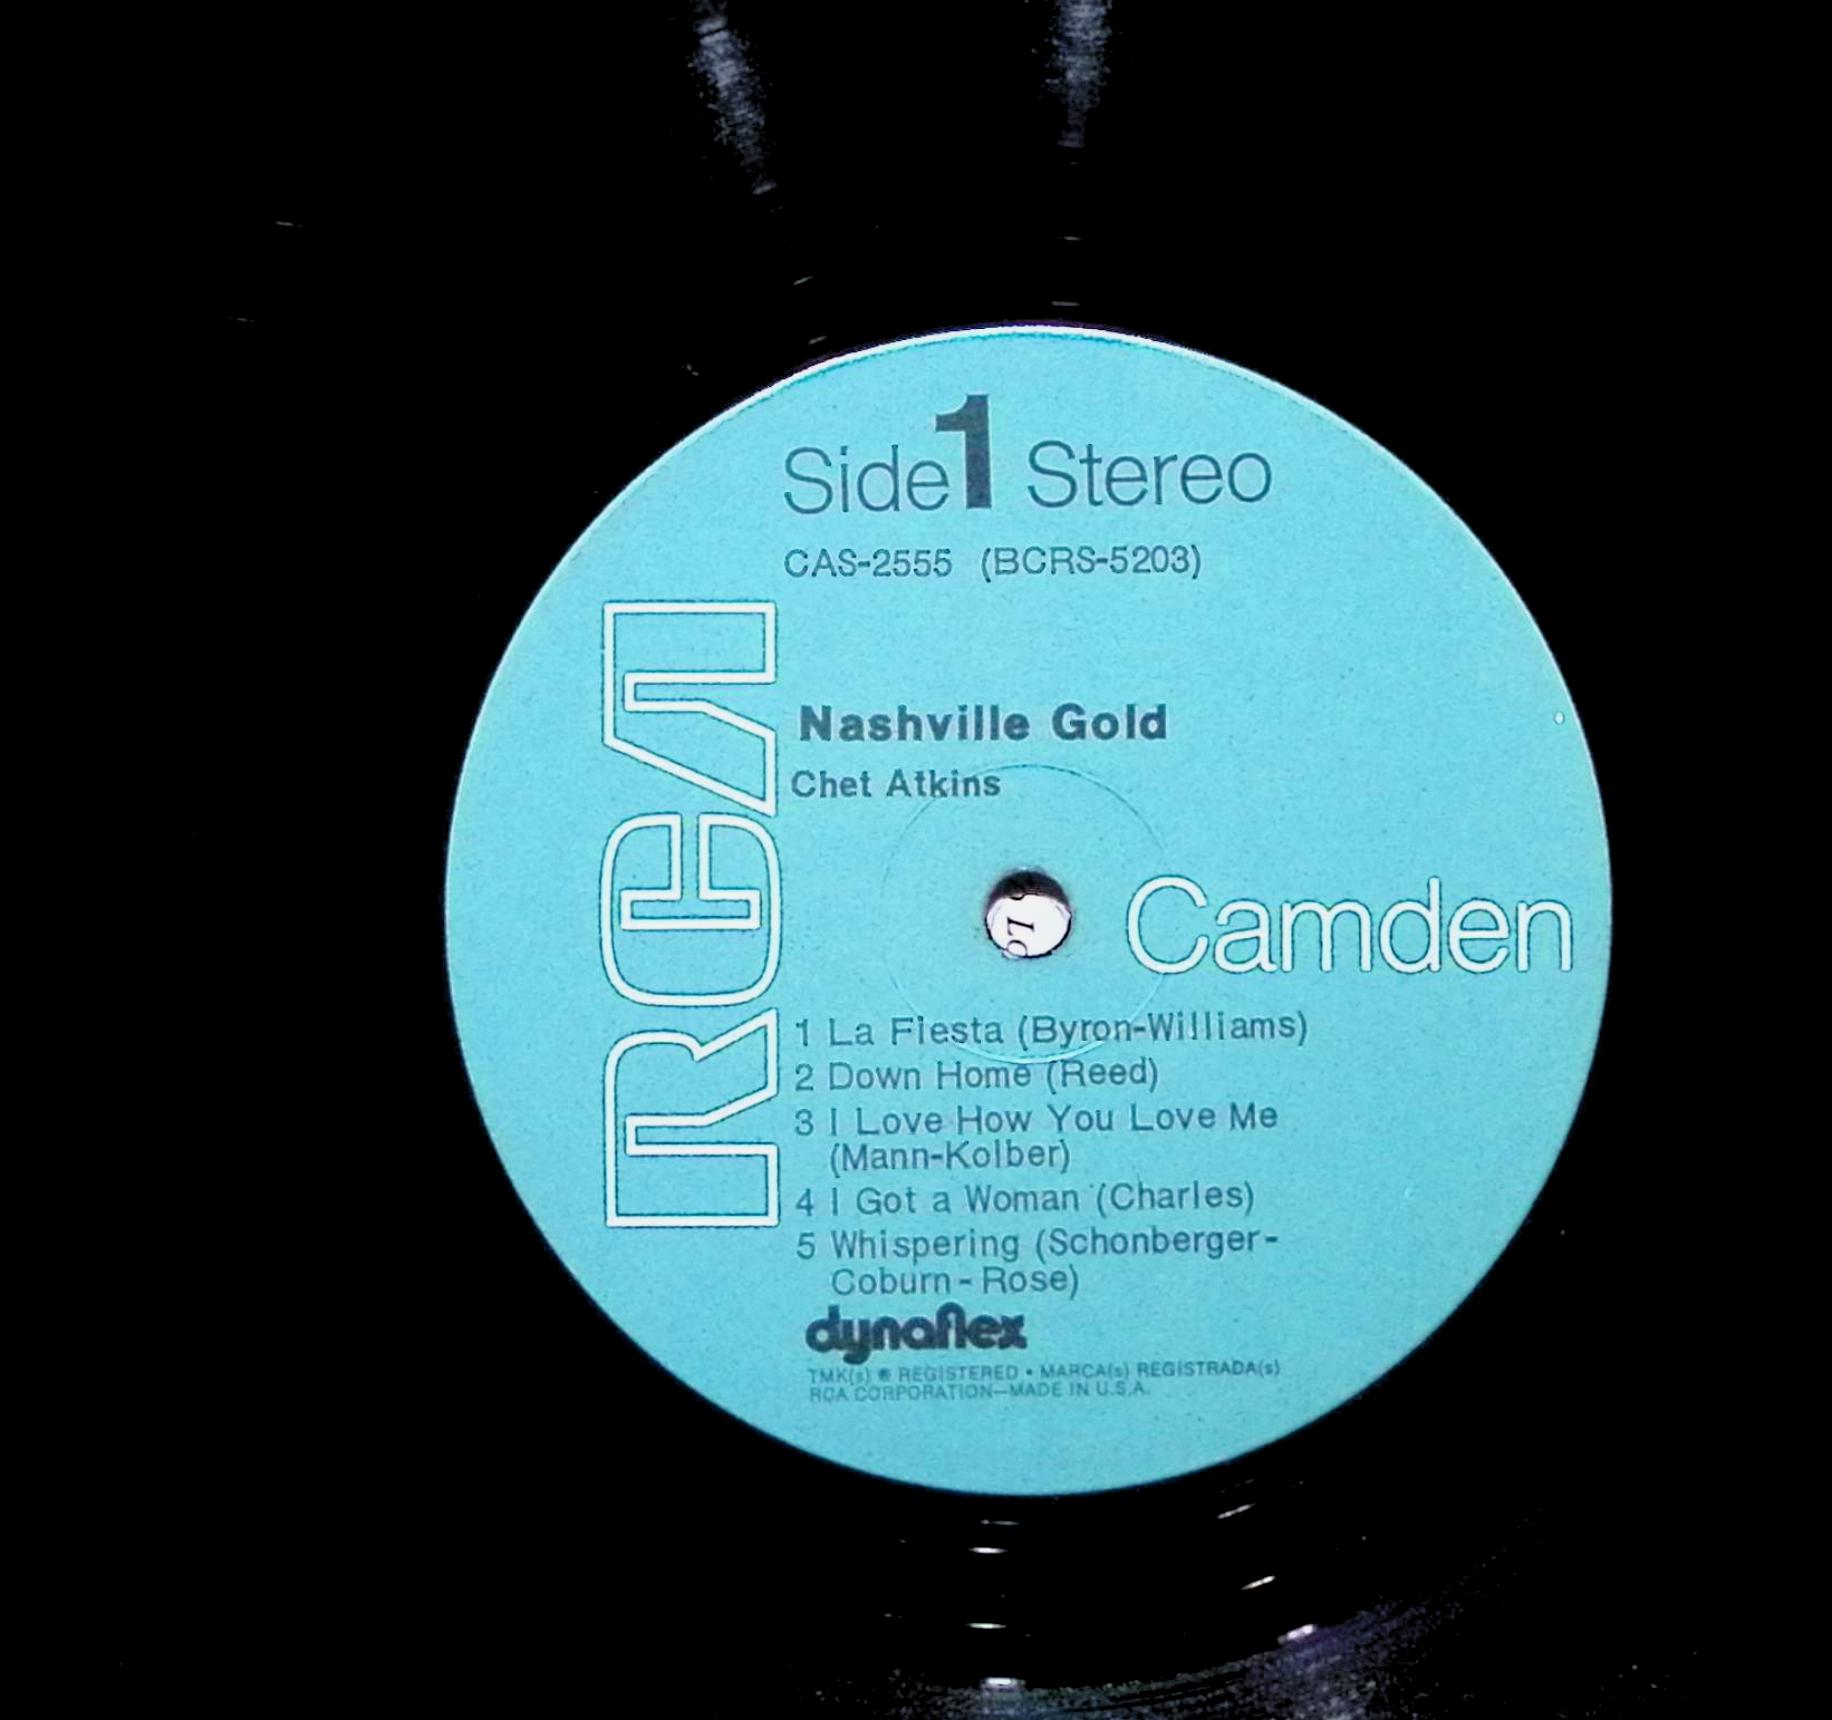 Side 1 Stereo
CAS-2555 (BCRS-5203)
RCA
Nashville Gold
Chet Atkins
Camden
1 La Fiesta (Byron-Williams)
2 Down Home (Reed)
3 I Love How You Love Me
(Mann-Kolber)
4 I Got a Woman (Charles)
5 Whispering (Schonberger-
Coburn-Rose)
dynaflex
TMK(s) ® REGISTERED • MARCA(s) REGISTRADA(s)
RCA CORPORATION—MADE IN U.S.A.